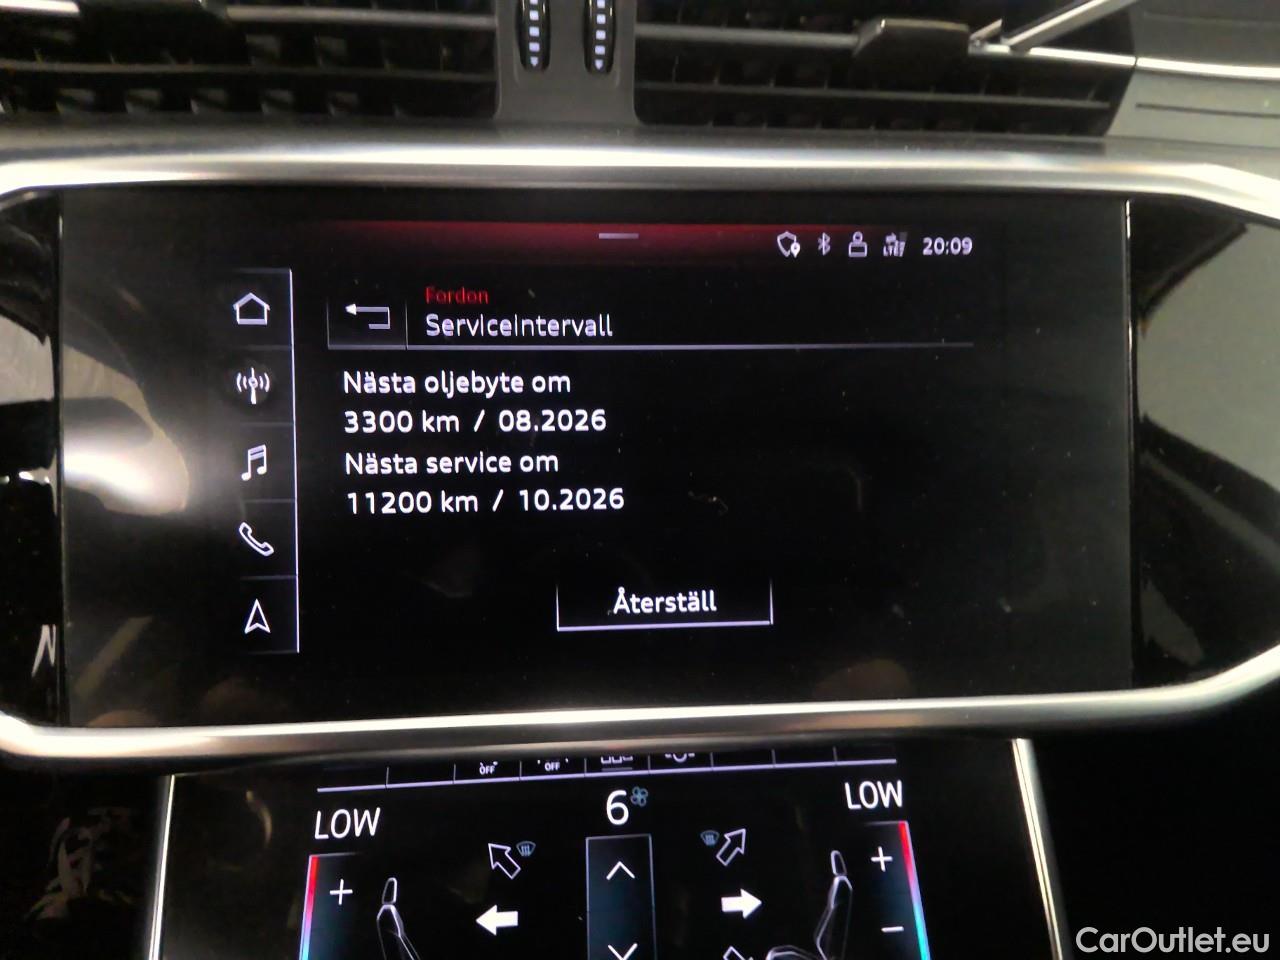 LTE
20:09
Fordon
Serviceintervall
Nästa oljebyte om
3300 km / 08.2026
Nästa service om
11200 km / 10.2026
Återställ
OFF
OFF
LOW
6
LOW
CarOutlet.eu